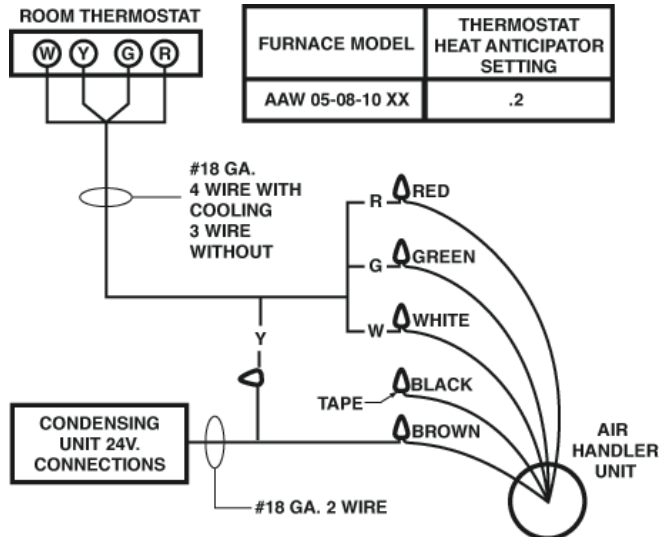 ROOM THERMOSTAT
W Y G R
FURNACE MODEL
THERMOSTAT
HEAT ANTICIPATOR
SETTING
AAW 05-08-10 XX
.2
#18 GA.
4 WIRE WITH
COOLING
3 WIRE
WITHOUT
R
RED
G
GREEN
W
WHITE
Y
BLACK
TAPE
BROWN
CONDENSING
UNIT 24V.
CONNECTIONS
AIR
HANDLER
UNIT
#18 GA. 2 WIRE